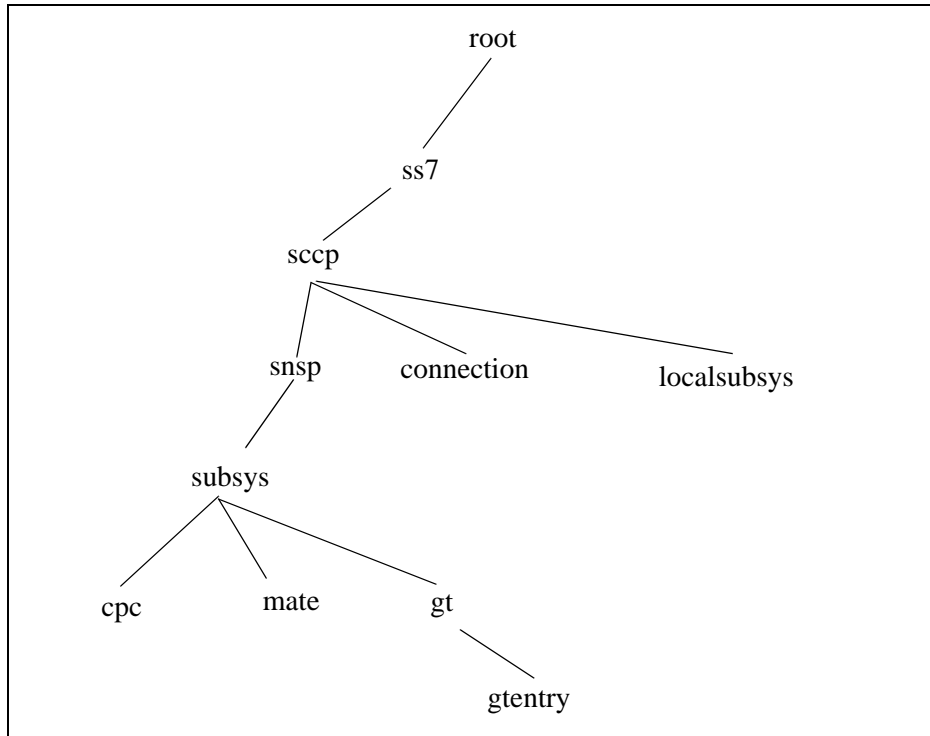 root
ss7
sccp
snsp
connection
localsubsys
subsys
cpc
mate
gt
gtentry